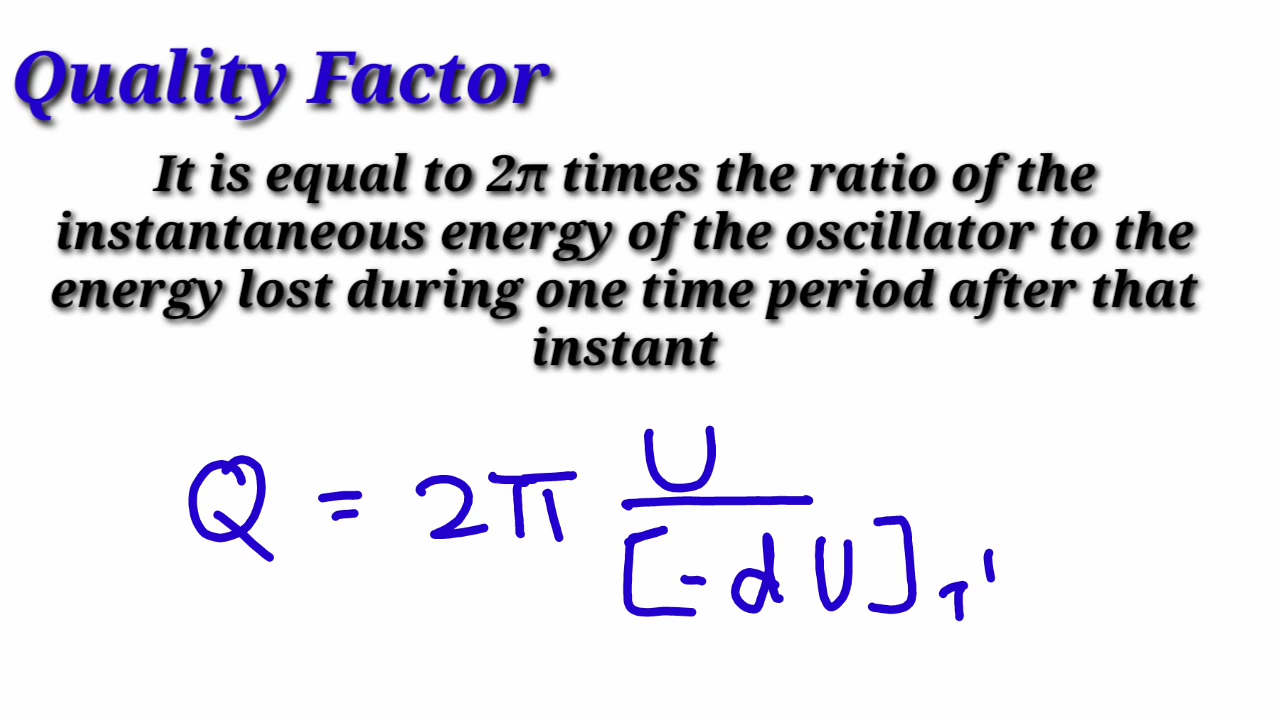 Quality Factor
It is equal to 2π times the ratio of the
instantaneous energy of the oscillator to the
energy lost during one time period after that
instant
Q = 2π U
[-dU]T'